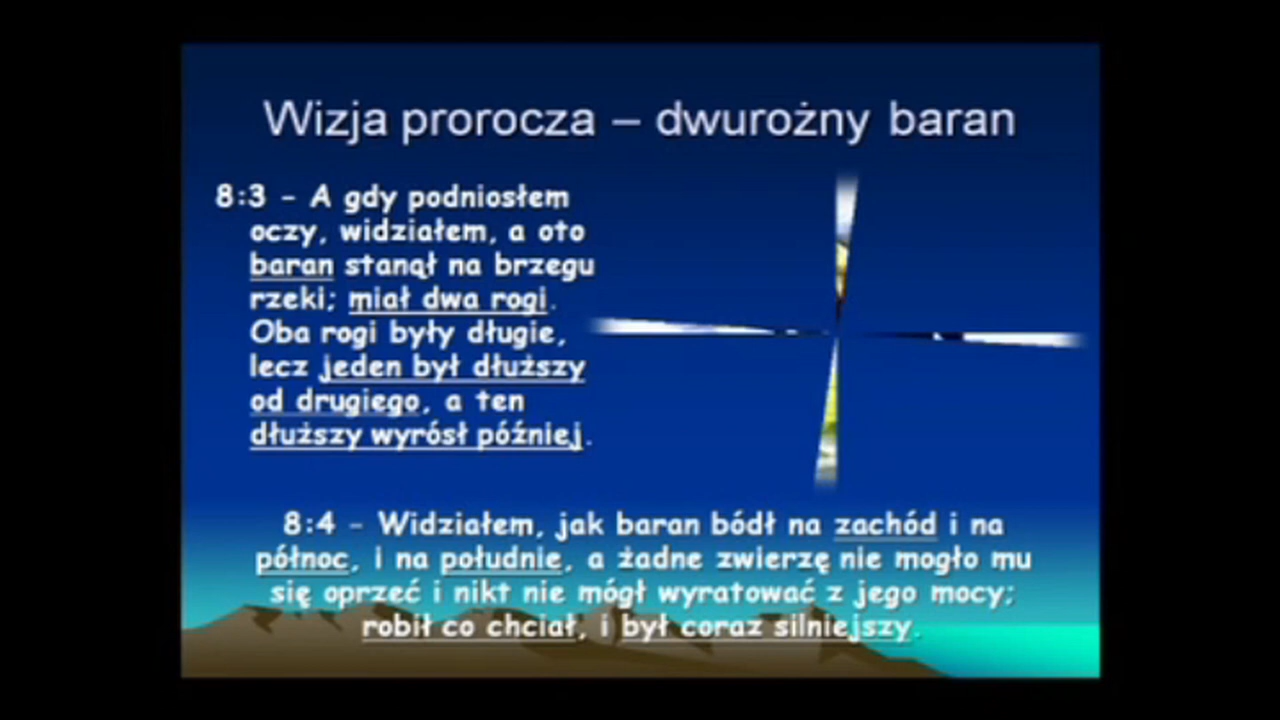 Wizja prorocza – dwurożny baran
8:3 - A gdy podniosłem
oczy, widziałem, a oto
baran stanął na brzegu
rzeki; miał dwa rogi.
Oba rogi były długie,
lecz jeden był dłuższy
od drugiego, a ten
dłuższy wyrósł później.
8:4 - Widziałem, jak baran bódł na zachód i na
północ, i na południe, a żadne zwierzę nie mogło mu
się oprzeć i nikt nie mógł wyratować z jego mocy;
robił co chciał, i był coraz silniejszy.